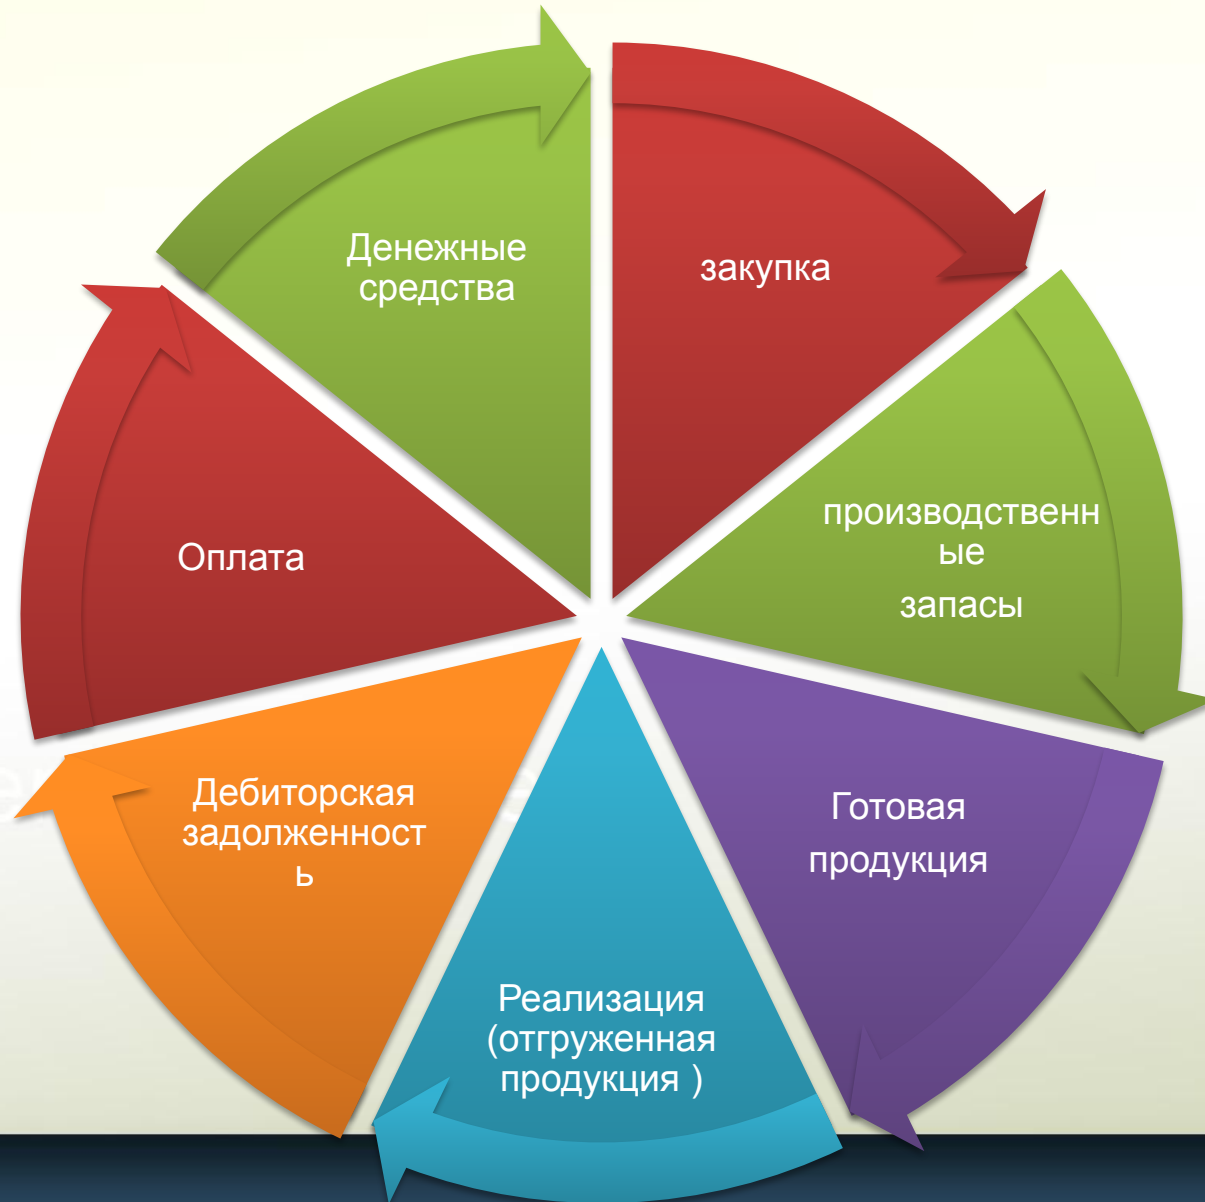 Денежные
средства
закупка
производственн
ые
запасы
Готовая
продукция
Реализация
(отгруженная
продукция )
Дебиторская
задолженност
ь
Оплата